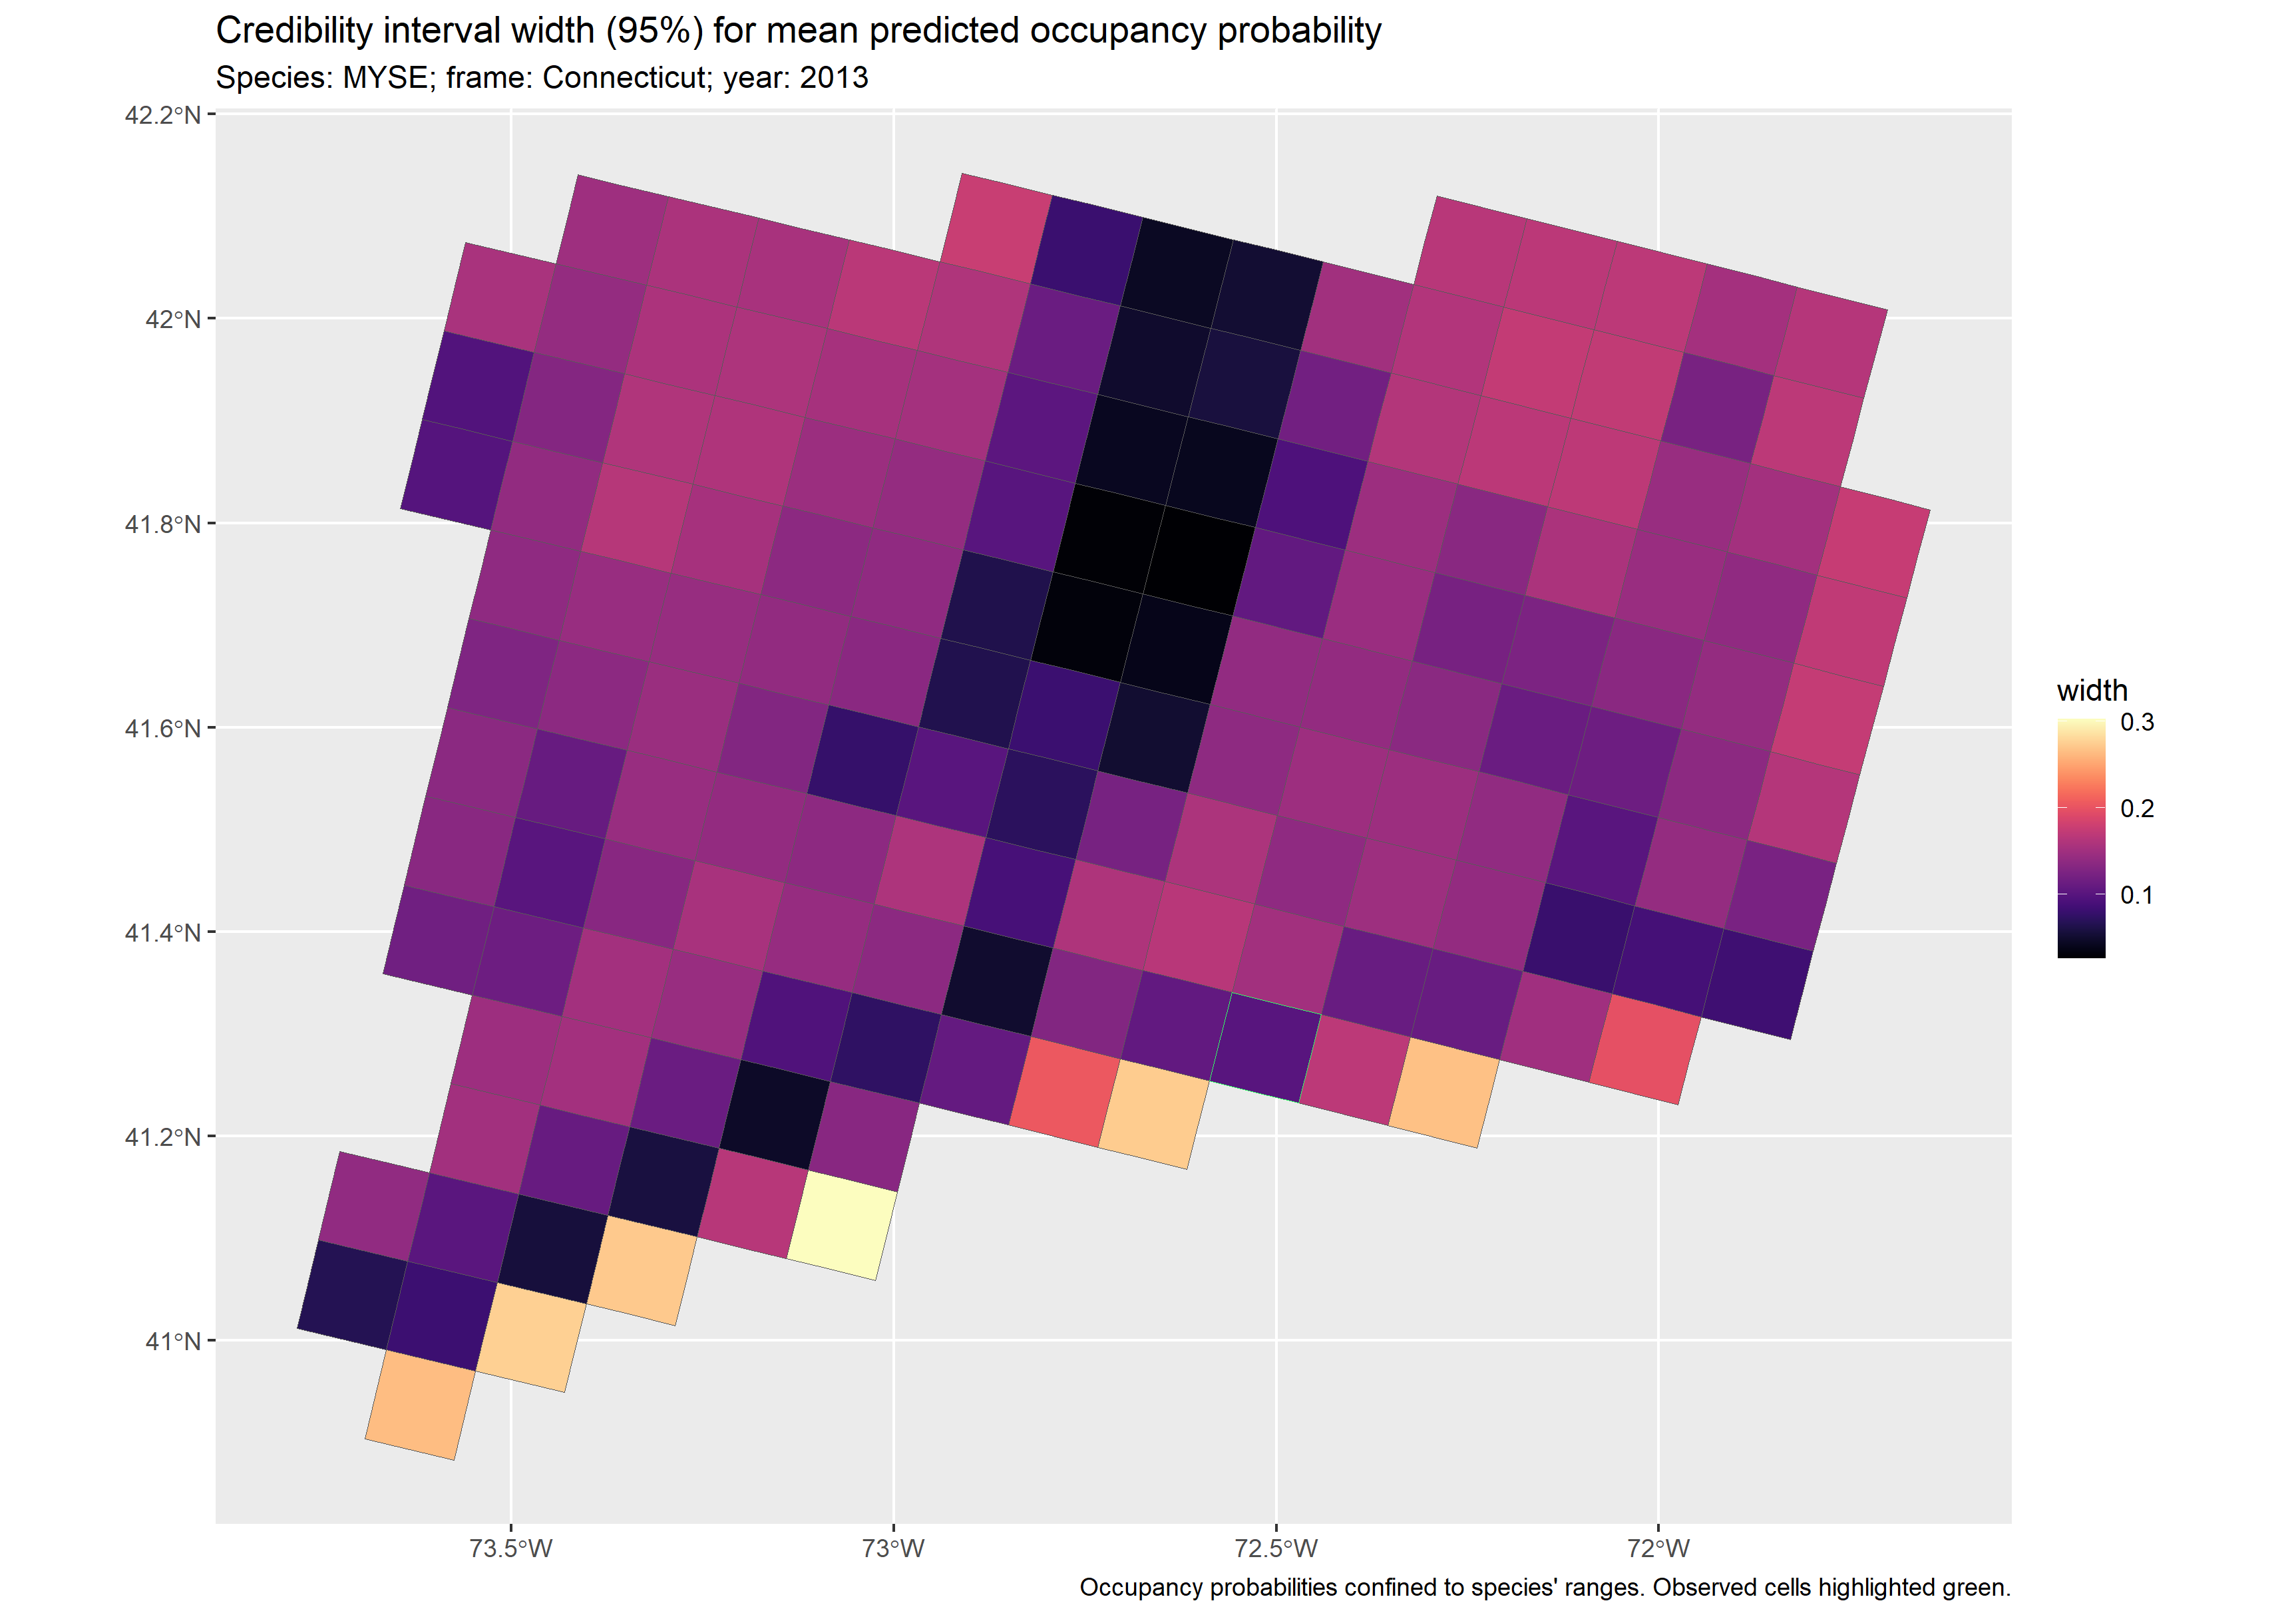 Credibility interval width (95%) for mean predicted occupancy probability
Species: MYSE; frame: Connecticut; year: 2013
42.2°N
42°N
41.8°N
41.6°N
41.4°N
41.2°N
41°N
73.5°W
73°W
72.5°W
72°W
width
0.3
0.2
0.1
Occupancy probabilities confined to species' ranges. Observed cells highlighted green.